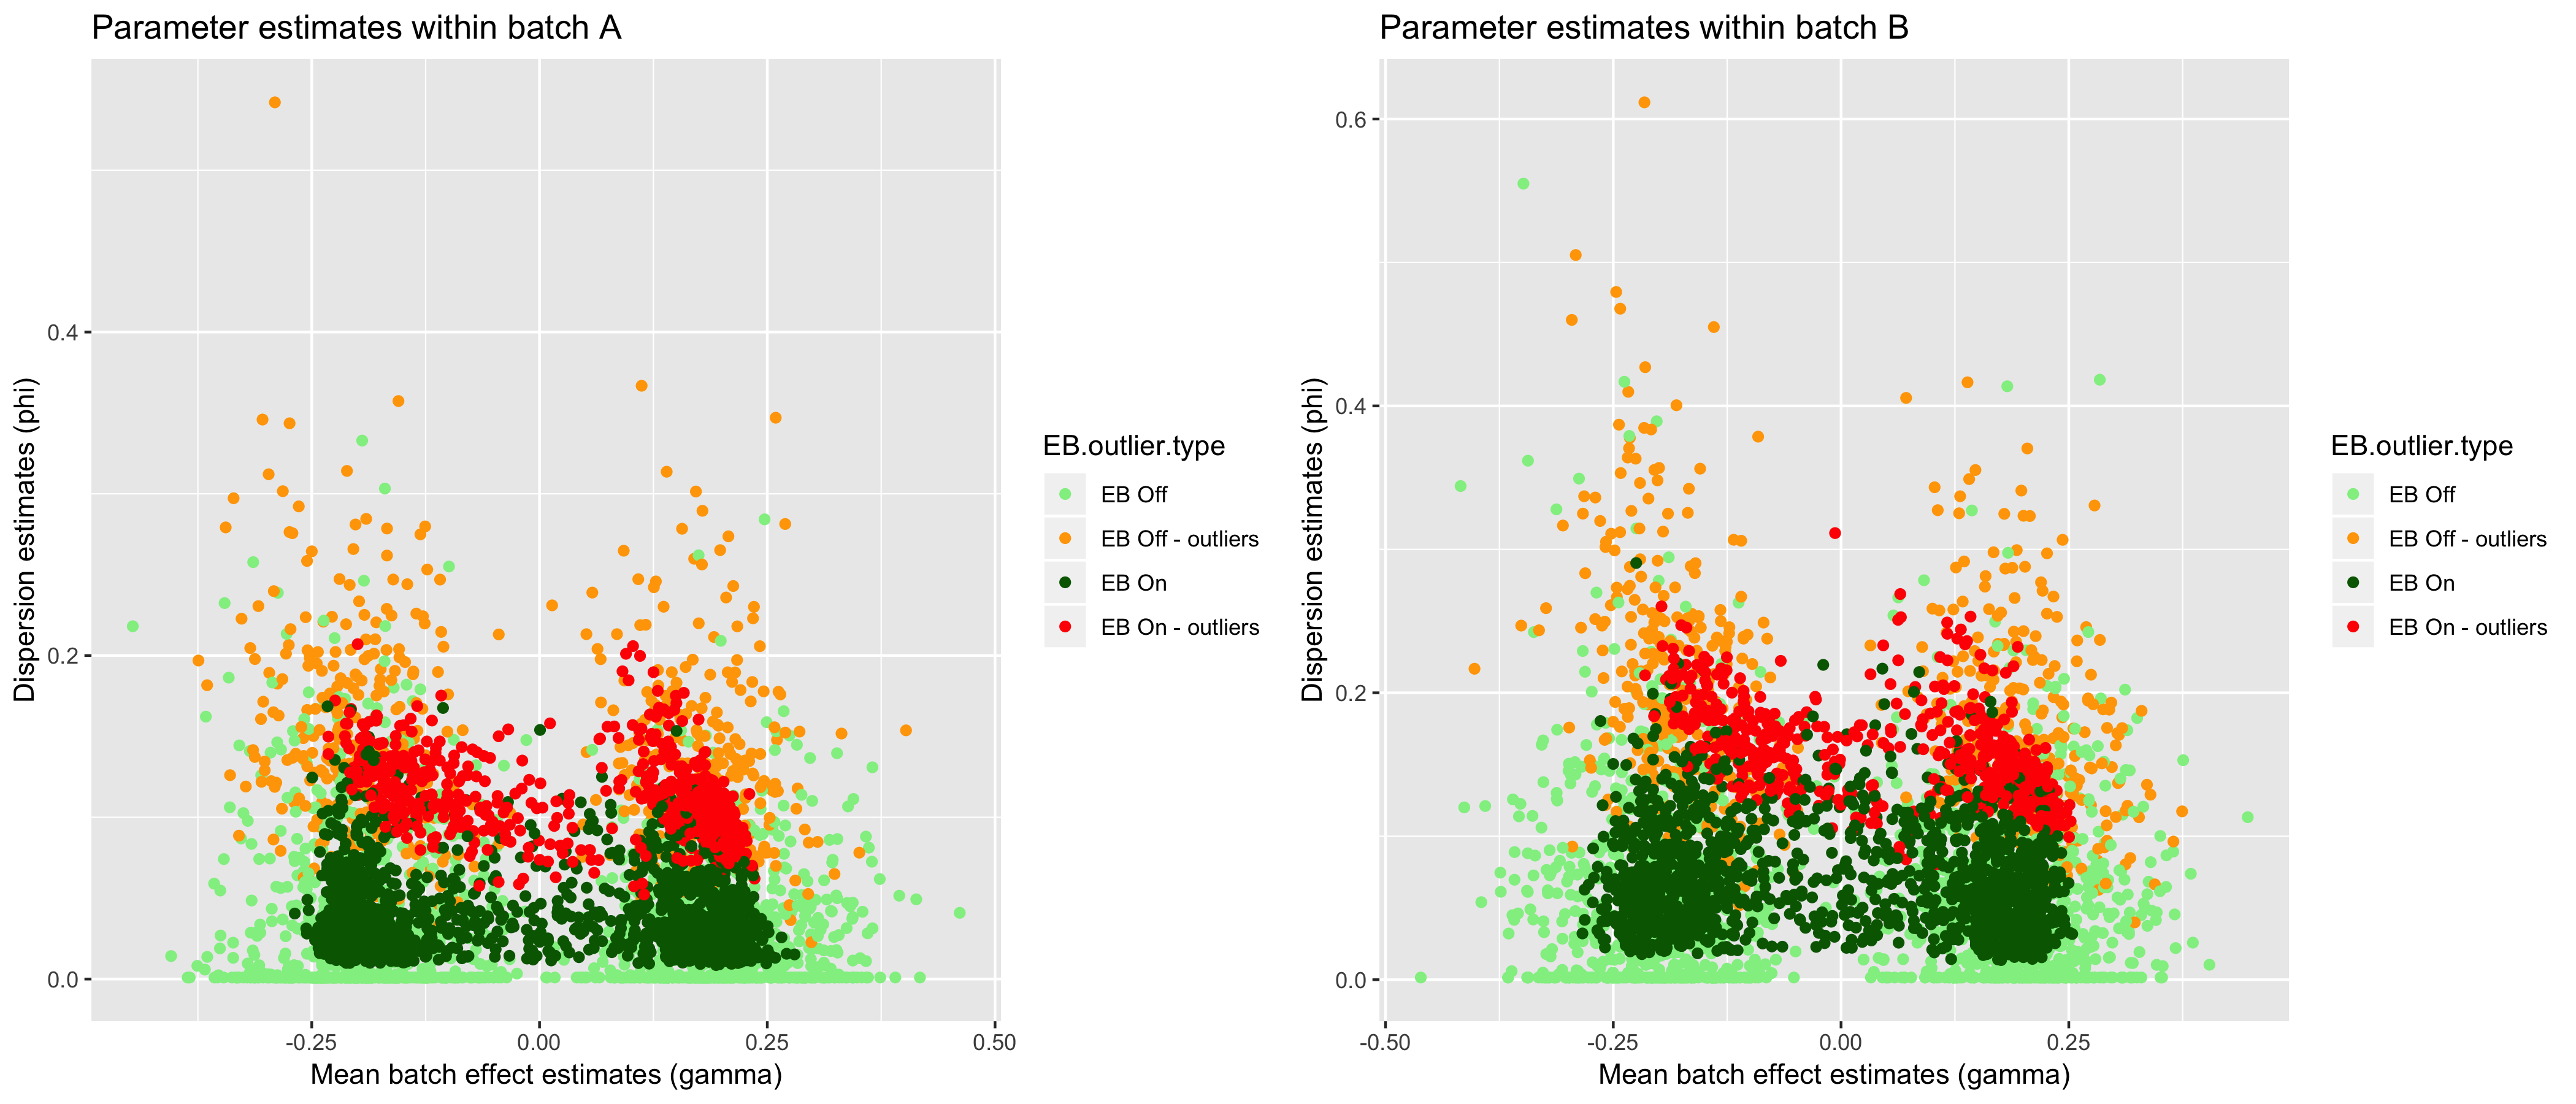 Parameter estimates within batch A
Dispersion estimates (phi)
0.4
0.2
0.0
-0.25 0.00 0.25 0.50
Mean batch effect estimates (gamma)
EB.outlier.type
EB Off
EB Off - outliers
EB On
EB On - outliers
Parameter estimates within batch B
Dispersion estimates (phi)
0.6
0.4
0.2
0.0
-0.50 -0.25 0.00 0.25
Mean batch effect estimates (gamma)
EB.outlier.type
EB Off
EB Off - outliers
EB On
EB On - outliers